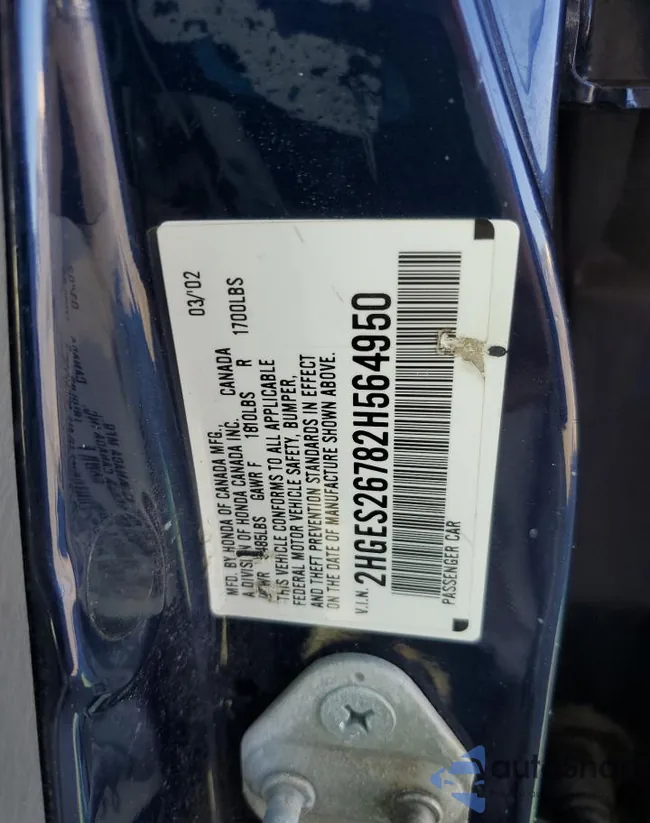 MFD. BY HONDA OF CANADA MFG., CANADA 03/'02
A DIVISION OF HONDA CANADA INC.
GAWR F 1810LBS R 1700LBS
THIS VEHICLE CONFORMS TO ALL APPLICABLE
FEDERAL MOTOR VEHICLE SAFETY, BUMPER,
AND THEFT PREVENTION STANDARDS IN EFFECT
ON THE DATE OF MANUFACTURE SHOWN ABOVE.
V.I.N. 2HGES26782H564950
PASSENGER CAR